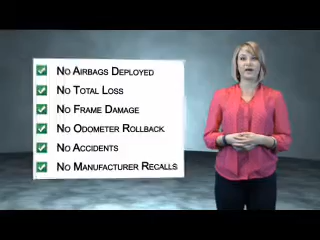 No Airbags Deployed
No Total Loss
No Frame Damage
No Odometer Rollback
No Accidents
No Manufacturer Recalls